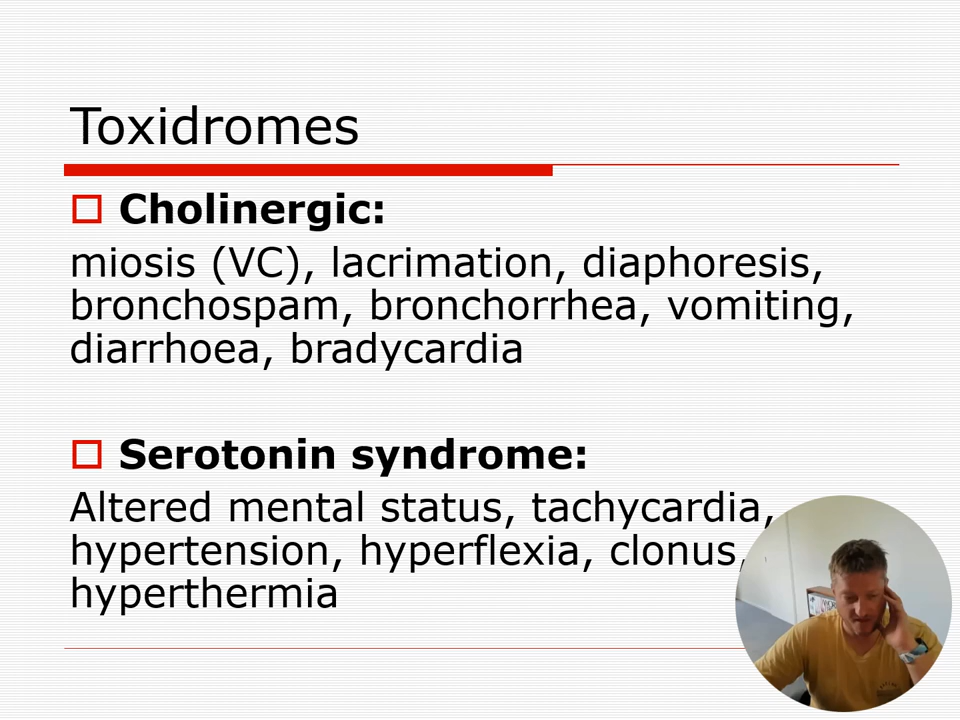 Toxidromes
Cholinergic:
miosis (VC), lacrimation, diaphoresis,
bronchospam, bronchorrhea, vomiting,
diarrhoea, bradycardia
Serotonin syndrome:
Altered mental status, tachycardia,
hypertension, hyperflexia, clonus,
hyperthermia